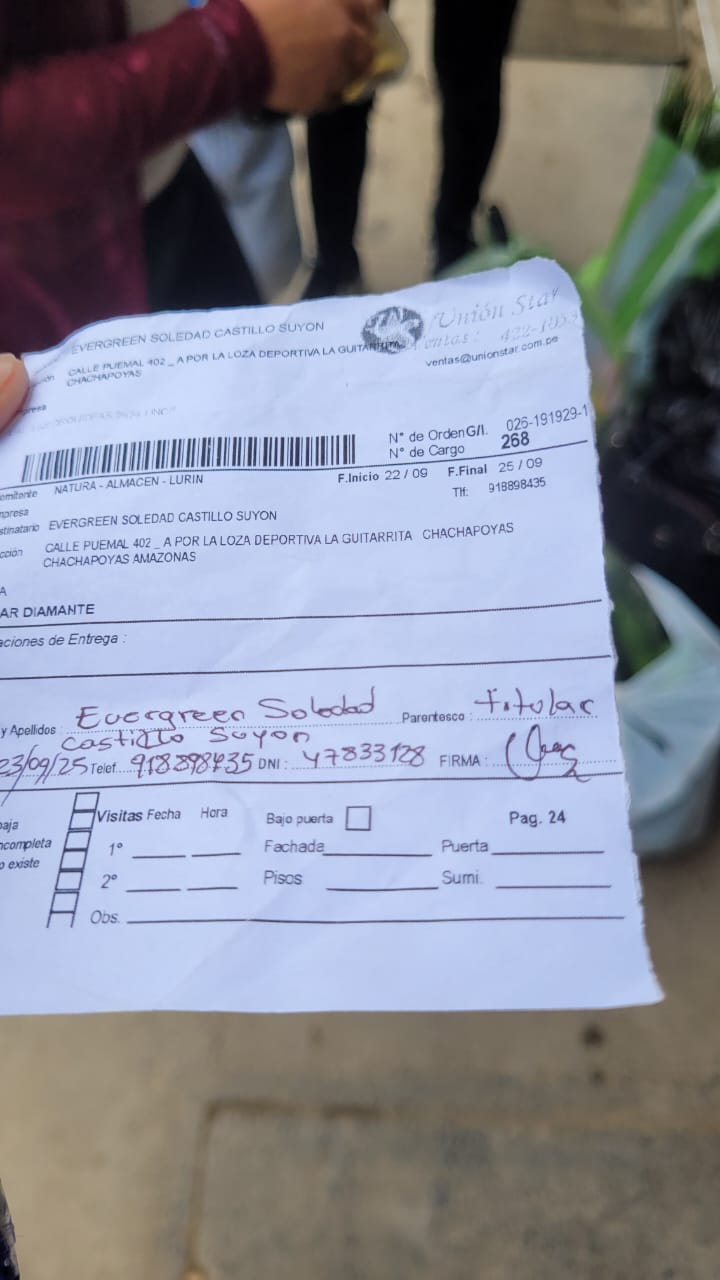 EVERGREEN SOLEDAD CASTILLO SUYON
Unión Star
CALLE PUEMAL 402 _ A POR LA LOZA DEPORTIVA LA GUITARRITA
CHACHAPOYAS
ventas@unionstar.com.pe
N° de Orden G/I. 026-191929-1
N° de Cargo 268
NATURA - ALMACEN - LURIN
F.Inicio 22 / 09 F.Final 25 / 09
Tlf: 918898435
EVERGREEN SOLEDAD CASTILLO SUYON
CALLE PUEMAL 402 _ A POR LA LOZA DEPORTIVA LA GUITARRITA CHACHAPOYAS
CHACHAPOYAS AMAZONAS
A
AR DIAMANTE
aciones de Entrega :
y Apellidos : Evergreen Soledad Parentesco : titular
Castillo Suyon
23/09/25 Telef. 918898435 DNI : 47833128 FIRMA :
Visitas Fecha Hora Bajo puerta Pag. 24
1° Fachada Puerta
2° Pisos Sumi.
Obs.
aja
ncompleta
o existe